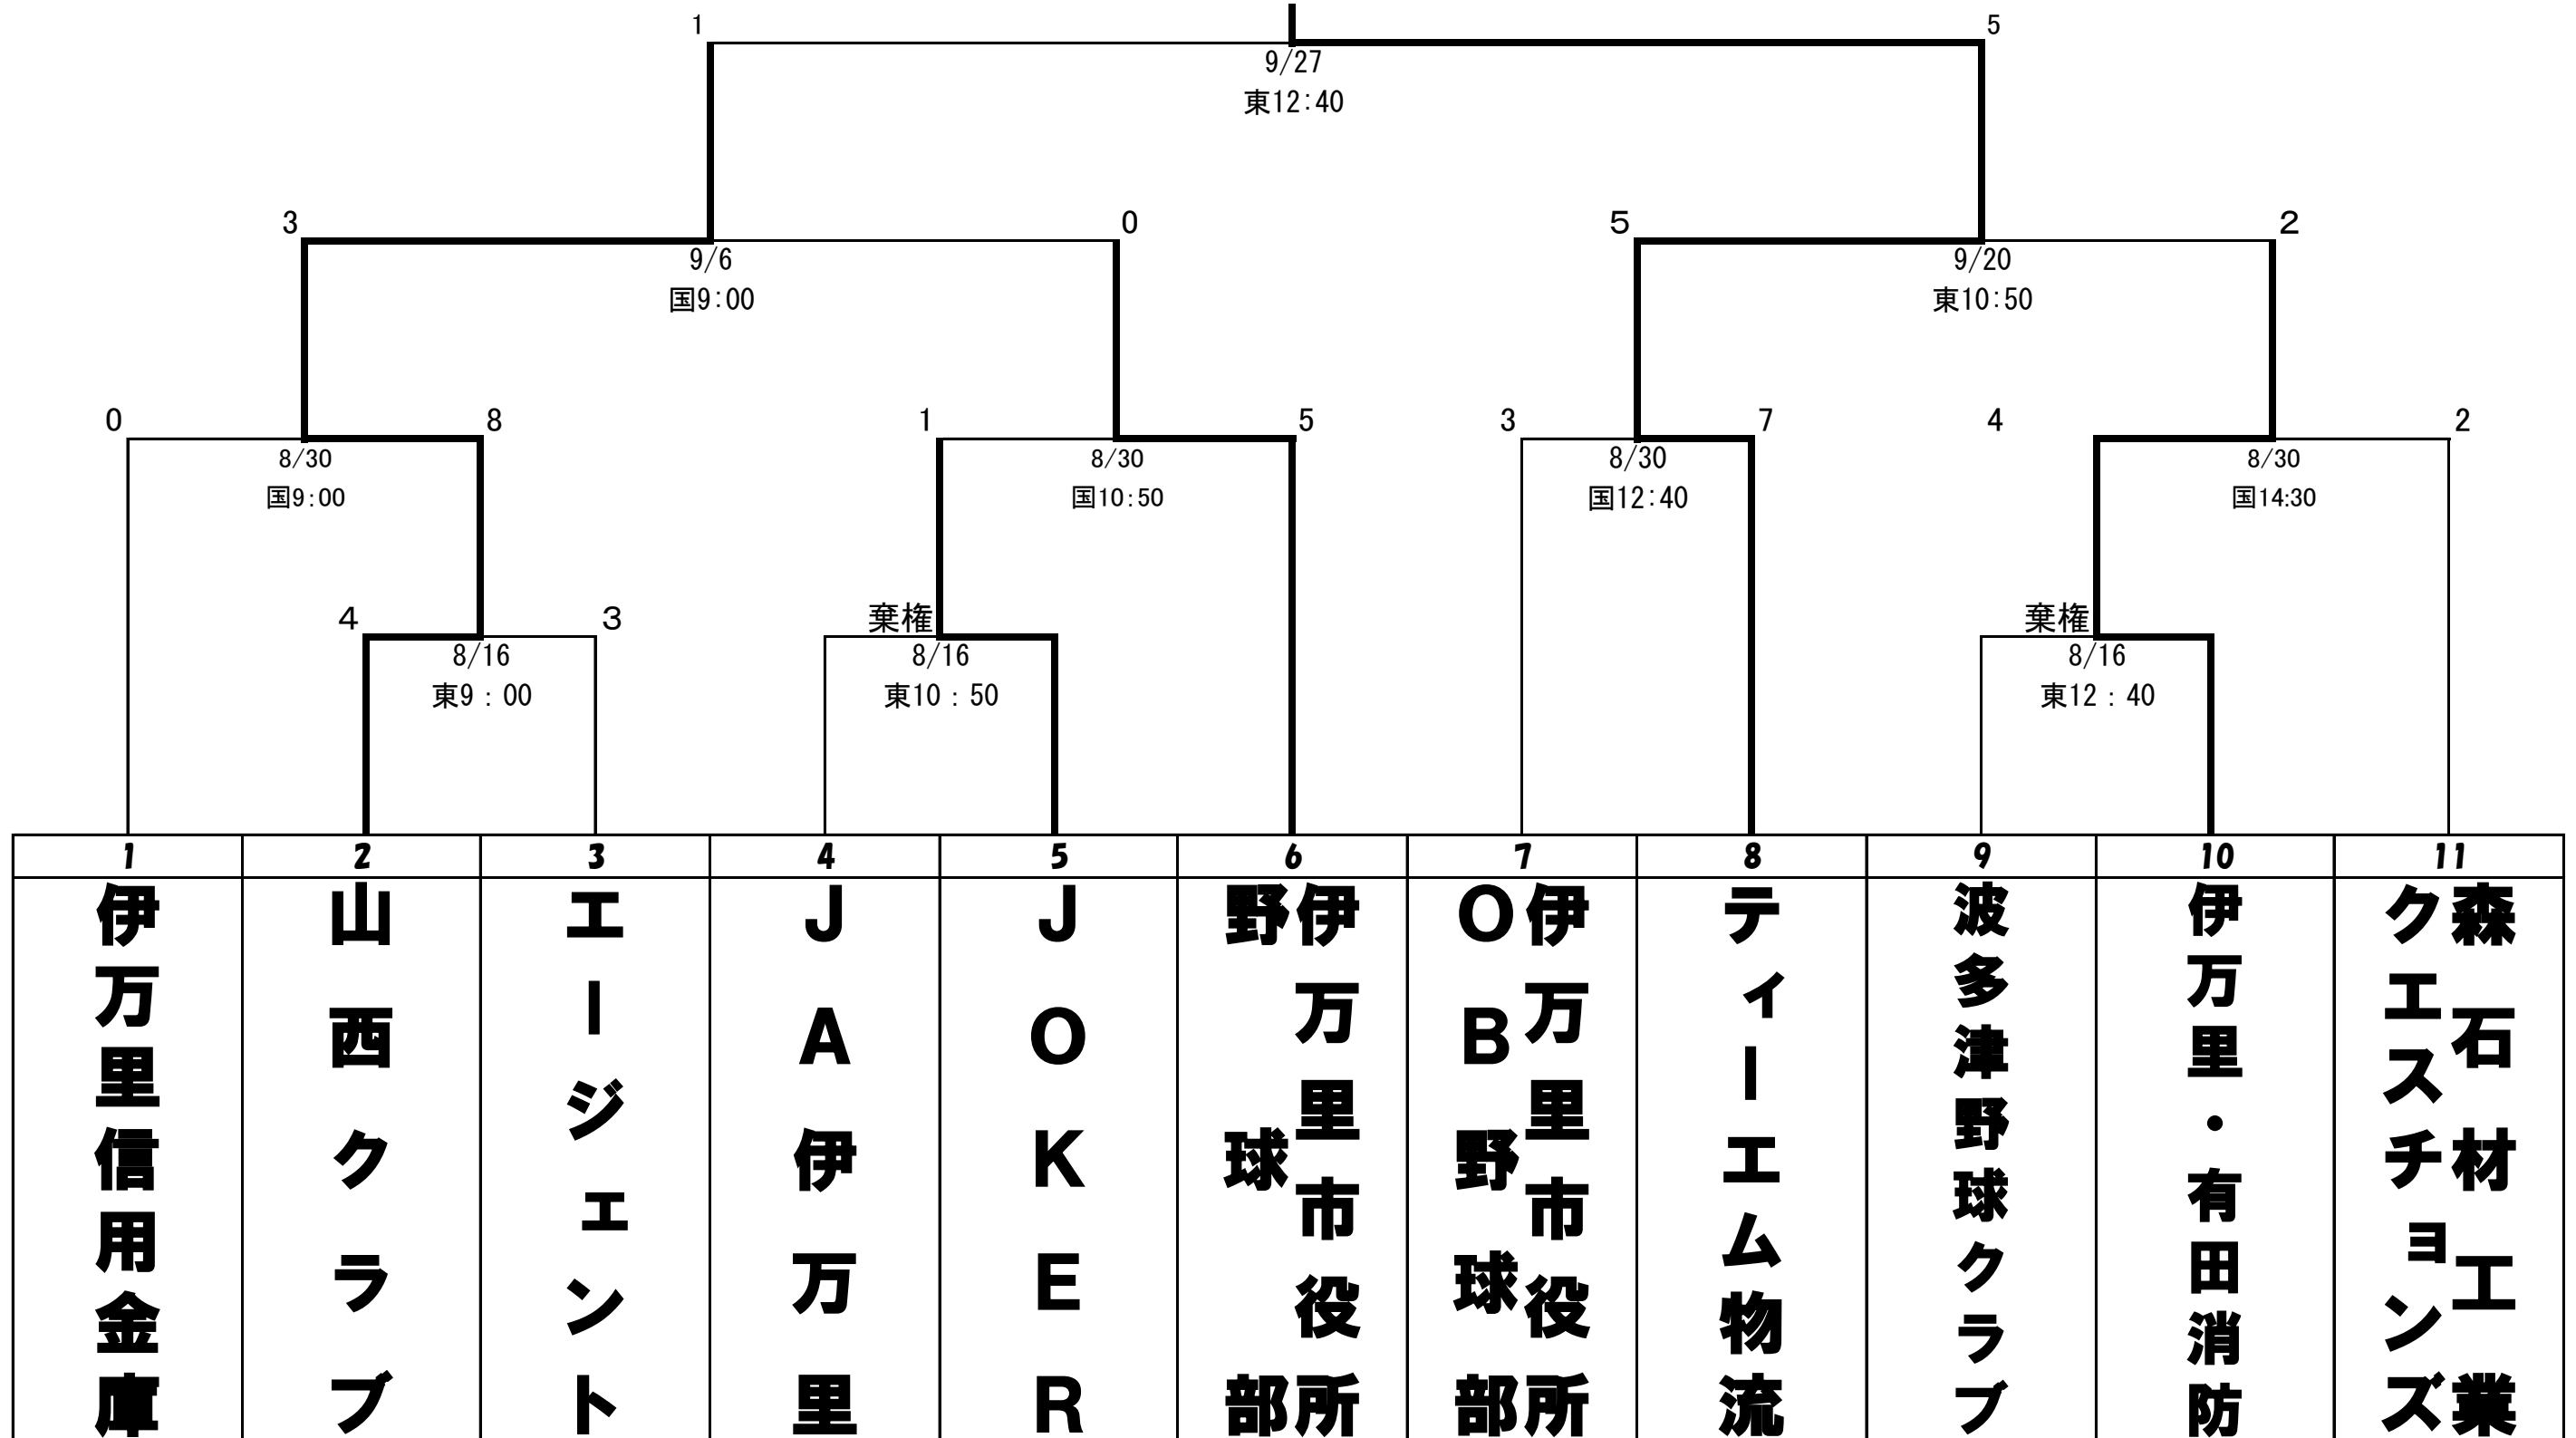 1
5
9/27
東12:40
3
0
5
2
9/6
国9:00
9/20
東10:50
0
8
1
5
3
7
4
2
8/30
国9:00
8/30
国10:50
8/30
国12:40
8/30
国14:30
4
3
棄権
棄権
8/16
東9：00
8/16
東10：50
8/16
東12：40
1
2
3
4
5
6
7
8
9
10
11
伊万里信用金庫
山西クラブ
エージェント
ＪＡ伊万里
ＪＯＫＥＲ
伊万里市役所
野球部
伊万里市役所
ＯＢ野球部
ティーエム物流
波多津野球クラブ
伊万里・有田消防
森石材工業
クエスチョンズ